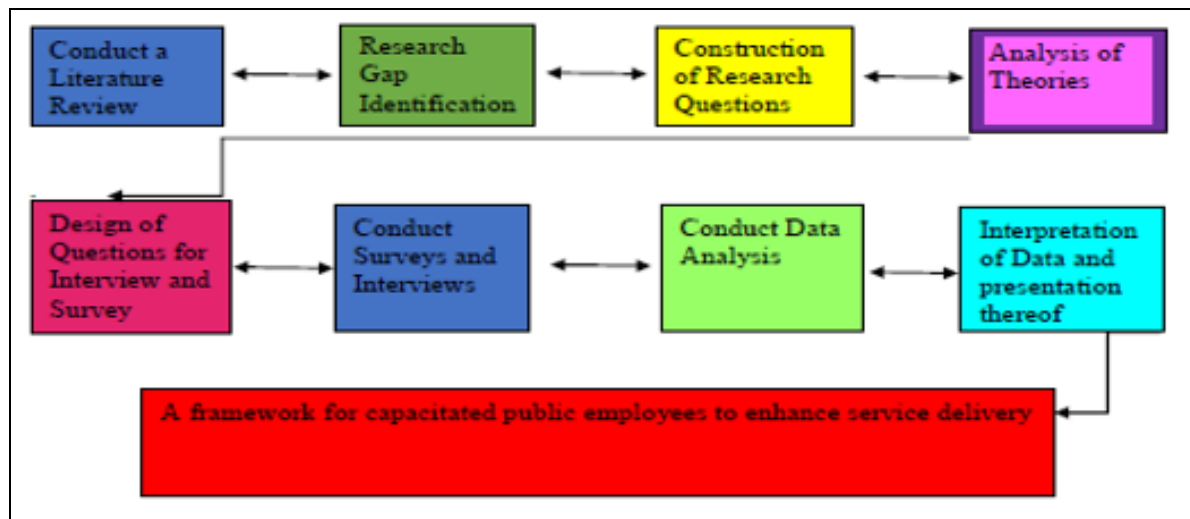 Conduct a
Literature
Review
Research
Gap
Identification
Construction
of Research
Questions
Analysis of
Theories
Design of
Questions for
Interview and
Survey
Conduct
Surveys and
Interviews
Conduct Data
Analysis
Interpretation
of Data and
presentation
thereof
A framework for capacitated public employees to enhance service delivery